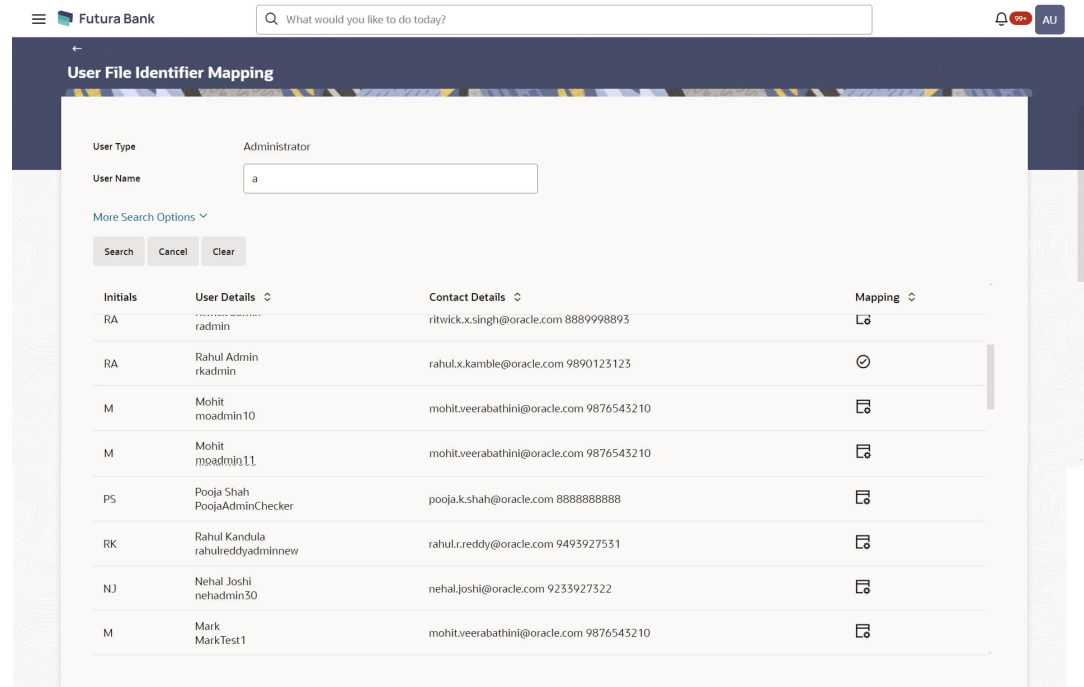 Futura Bank
What would you like to do today?
99+
AU
User File Identifier Mapping
User Type Administrator
User Name a
More Search Options
Search Cancel Clear
Initials User Details Contact Details Mapping
RA
radmin
ritwick.x.singh@oracle.com 8889998893
RA
Rahul Admin
rkadmin
rahul.x.kamble@oracle.com 9890123123
M
Mohit
moadmin10
mohit.veerabathini@oracle.com 9876543210
M
Mohit
moadmin11
mohit.veerabathini@oracle.com 9876543210
PS
Pooja Shah
PoojaAdminChecker
pooja.k.shah@oracle.com 8888888888
RK
Rahul Kandula
rahulreddyadminnew
rahul.r.reddy@oracle.com 9493927531
NJ
Nehal Joshi
nehadmin30
nehal.joshi@oracle.com 9233927322
M
Mark
MarkTest1
mohit.veerabathini@oracle.com 9876543210